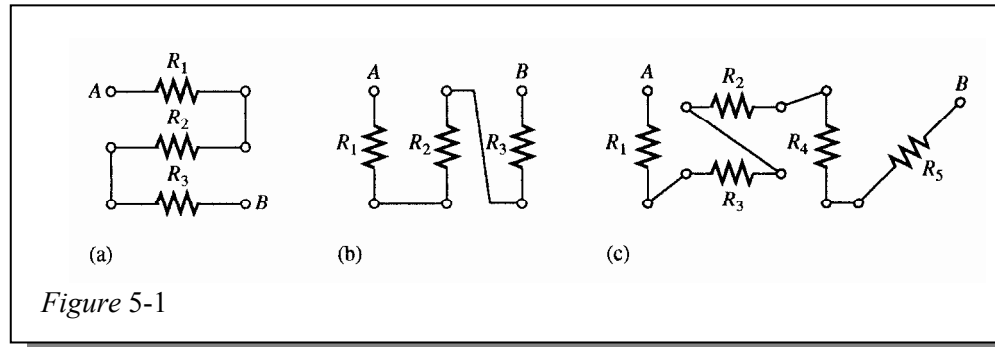 A R₁
R₂
R₃
B
(a)
A B
R₁ R₂ R₃
(b)
A R₂ B
R₁ R₄ R₅
R₃
(c)
Figure 5-1